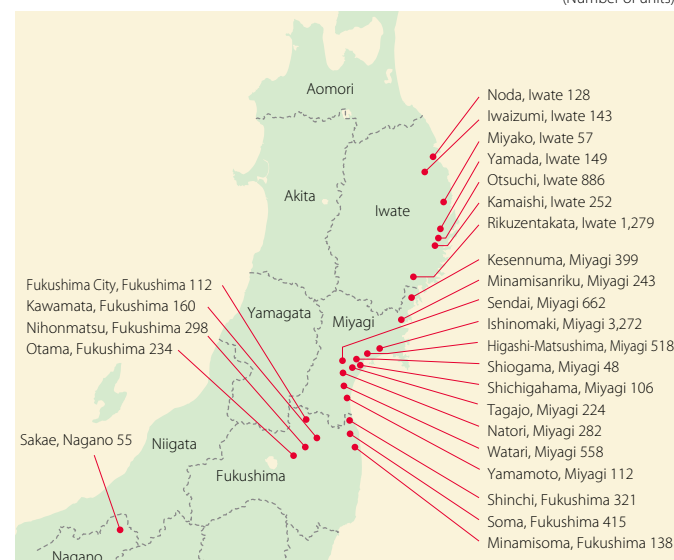 (Number of units)
Aomori
Akita
Iwate
Yamagata
Miyagi
Niigata
Fukushima
Nagano
Noda, Iwate 128
Iwaizumi, Iwate 143
Miyako, Iwate 57
Yamada, Iwate 149
Otsuchi, Iwate 886
Kamaishi, Iwate 252
Rikuzentakata, Iwate 1,279
Kesennuma, Miyagi 399
Minamisanriku, Miyagi 243
Sendai, Miyagi 662
Ishinomaki, Miyagi 3,272
Higashi-Matsushima, Miyagi 518
Shiogama, Miyagi 48
Shichigahama, Miyagi 106
Tagajo, Miyagi 224
Natori, Miyagi 282
Watari, Miyagi 558
Yamamoto, Miyagi 112
Shinchi, Fukushima 321
Soma, Fukushima 415
Minamisoma, Fukushima 138
Fukushima City, Fukushima 112
Kawamata, Fukushima 160
Nihonmatsu, Fukushima 298
Otama, Fukushima 234
Sakae, Nagano 55